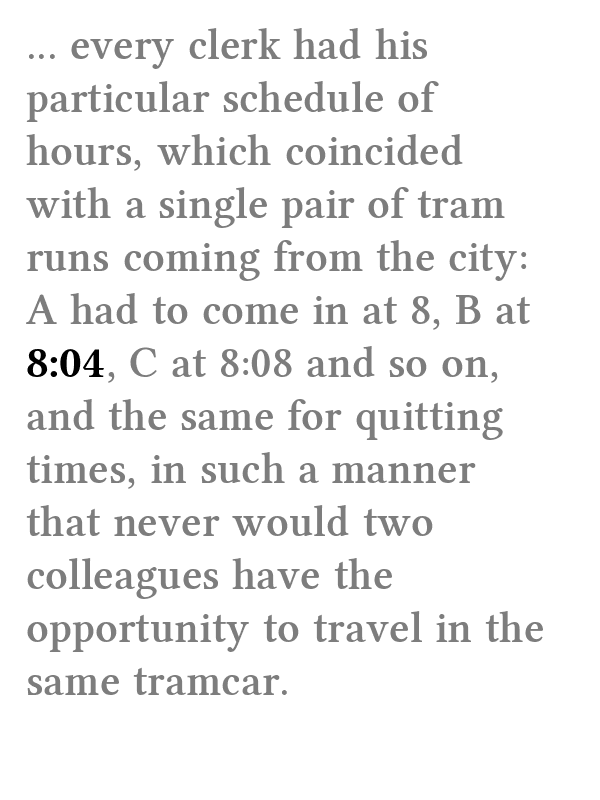 ... every clerk had his
particular schedule of
hours, which coincided
with a single pair of tram
runs coming from the city:
A had to come in at 8, B at
8:04, C at 8:08 and so on,
and the same for quitting
times, in such a manner
that never would two
colleagues have the
opportunity to travel in the
same tramcar.